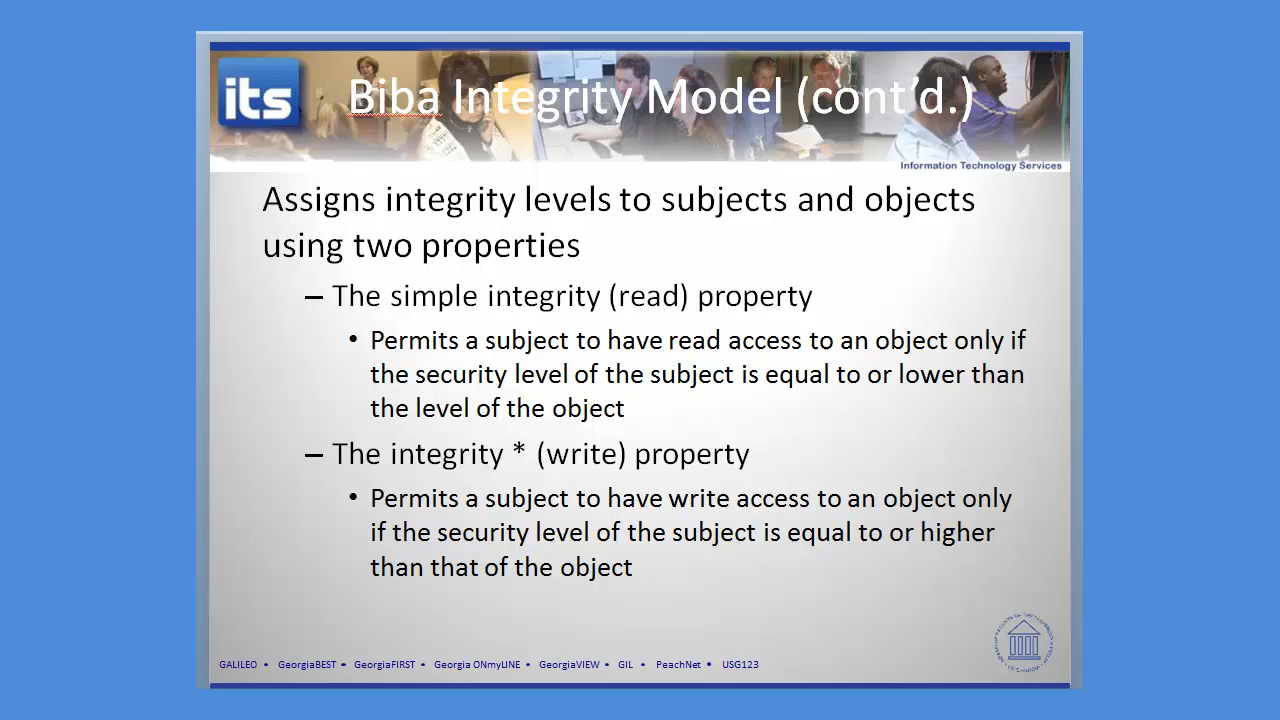 its
Biba Integrity Model (cont'd.)
Information Technology Services
Assigns integrity levels to subjects and objects
using two properties
– The simple integrity (read) property
• Permits a subject to have read access to an object only if
the security level of the subject is equal to or lower than
the level of the object
– The integrity * (write) property
• Permits a subject to have write access to an object only
if the security level of the subject is equal to or higher
than that of the object
GALILEO • GeorgiaBEST • GeorgiaFIRST • Georgia ONmyLINE • GeorgiaVIEW • GIL • PeachNet • USG123